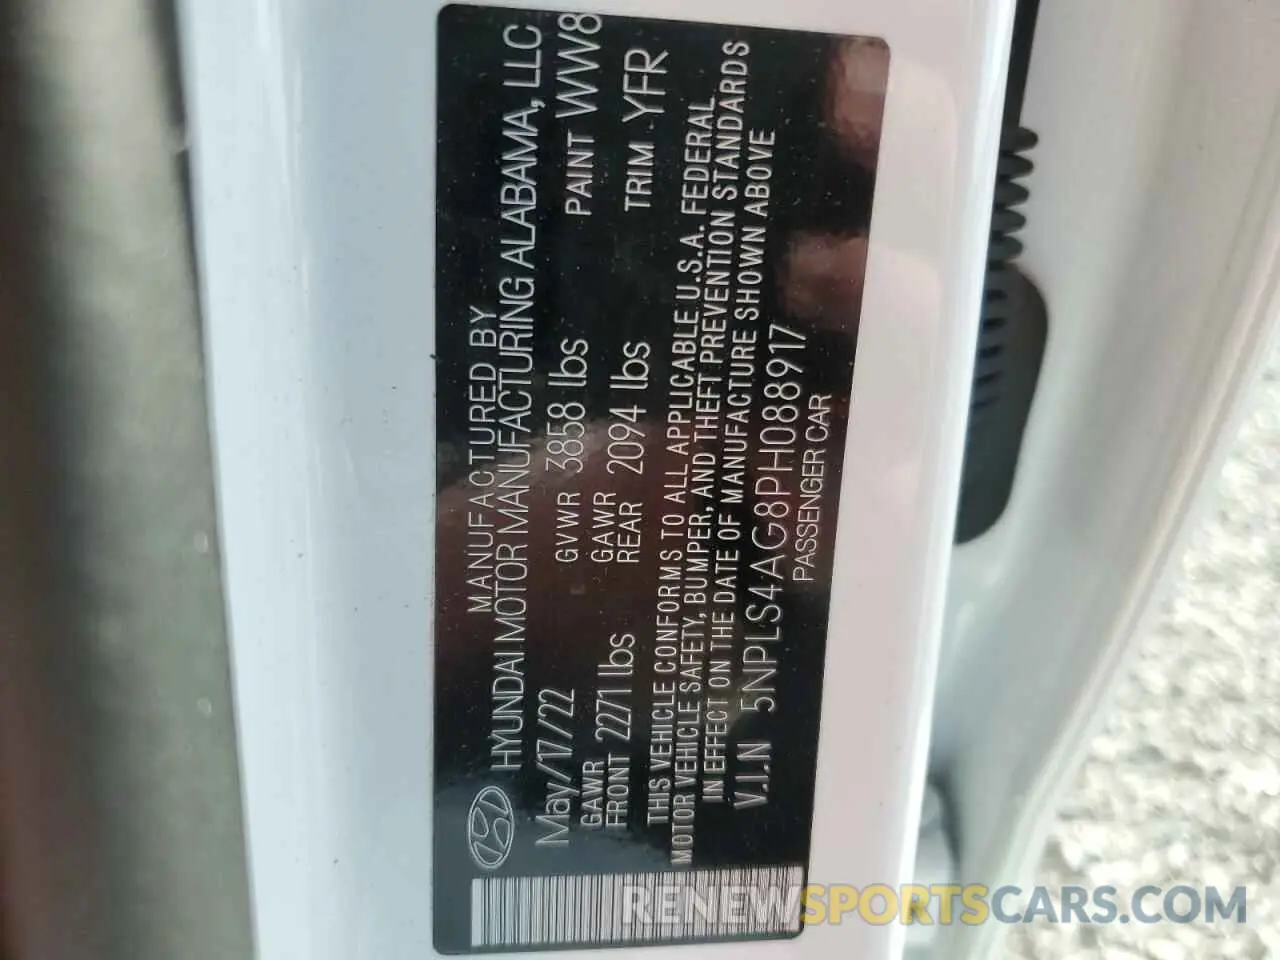 MANUFACTURED BY
HYUNDAI MOTOR MANUFACTURING ALABAMA, LLC
May/17/22 GVWR 3858 lbs PAINT WW8
GAWR FRONT 2271 lbs GAWR REAR 2094 lbs TRIM YFR
THIS VEHICLE CONFORMS TO ALL APPLICABLE U.S.A. FEDERAL
MOTOR VEHICLE SAFETY, BUMPER, AND THEFT PREVENTION STANDARDS
IN EFFECT ON THE DATE OF MANUFACTURE SHOWN ABOVE
V.I.N 5NPLS4AG8PH088917
PASSENGER CAR
RENEWSPORTSCARS.COM